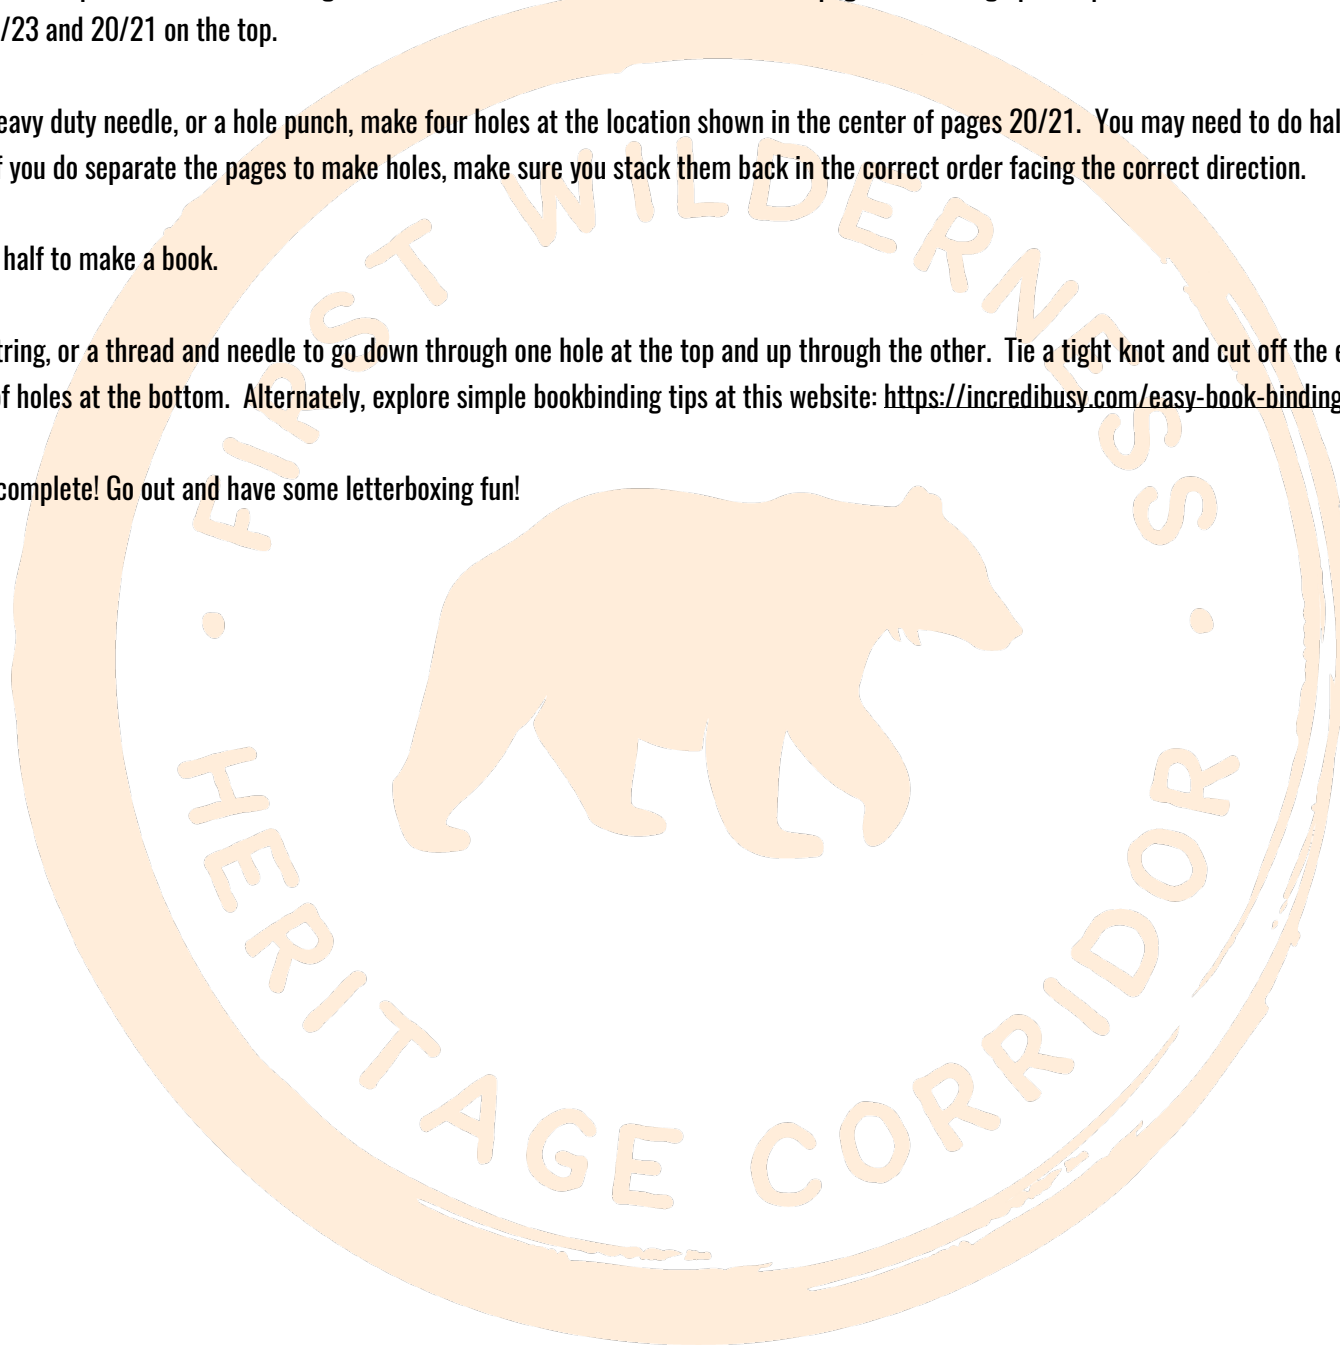 /23 and 20/21 on the top.
eavy duty needle, or a hole punch, make four holes at the location shown in the center of pages 20/21. You may need to do hal
f you do separate the pages to make holes, make sure you stack them back in the correct order facing the correct direction.
half to make a book.
tring, or a thread and needle to go down through one hole at the top and up through the other. Tie a tight knot and cut off the e
of holes at the bottom. Alternately, explore simple bookbinding tips at this website: https://incredibusy.com/easy-book-binding
complete! Go out and have some letterboxing fun!
FIRST WILDERNESS
HERITAGE CORRIDOR